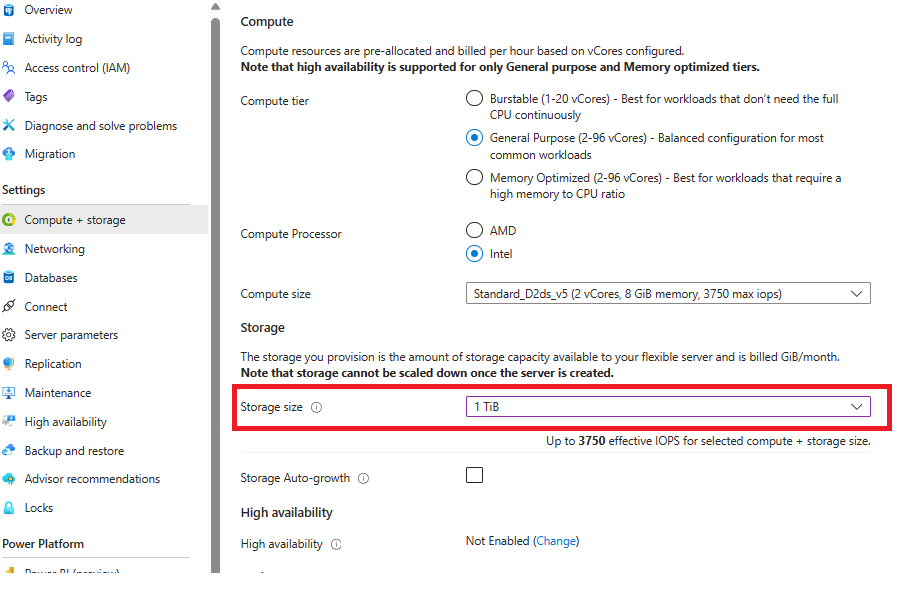 Overview
Activity log
Access control (IAM)
Tags
Diagnose and solve problems
Migration
Settings
Compute + storage
Networking
Databases
Connect
Server parameters
Replication
Maintenance
High availability
Backup and restore
Advisor recommendations
Locks
Power Platform
Power BI (preview)
Compute
Compute resources are pre-allocated and billed per hour based on vCores configured.
Note that high availability is supported for only General purpose and Memory optimized tiers.
Compute tier
Burstable (1-20 vCores) - Best for workloads that don't need the full
CPU continuously
General Purpose (2-96 vCores) - Balanced configuration for most
common workloads
Memory Optimized (2-96 vCores) - Best for workloads that require a
high memory to CPU ratio
Compute Processor
AMD
Intel
Compute size
Standard_D2ds_v5 (2 vCores, 8 GiB memory, 3750 max iops)
Storage
The storage you provision is the amount of storage capacity available to your flexible server and is billed GiB/month.
Note that storage cannot be scaled down once the server is created.
Storage size
1 TiB
Up to 3750 effective IOPS for selected compute + storage size.
Storage Auto-growth
High availability
High availability
Not Enabled (Change)